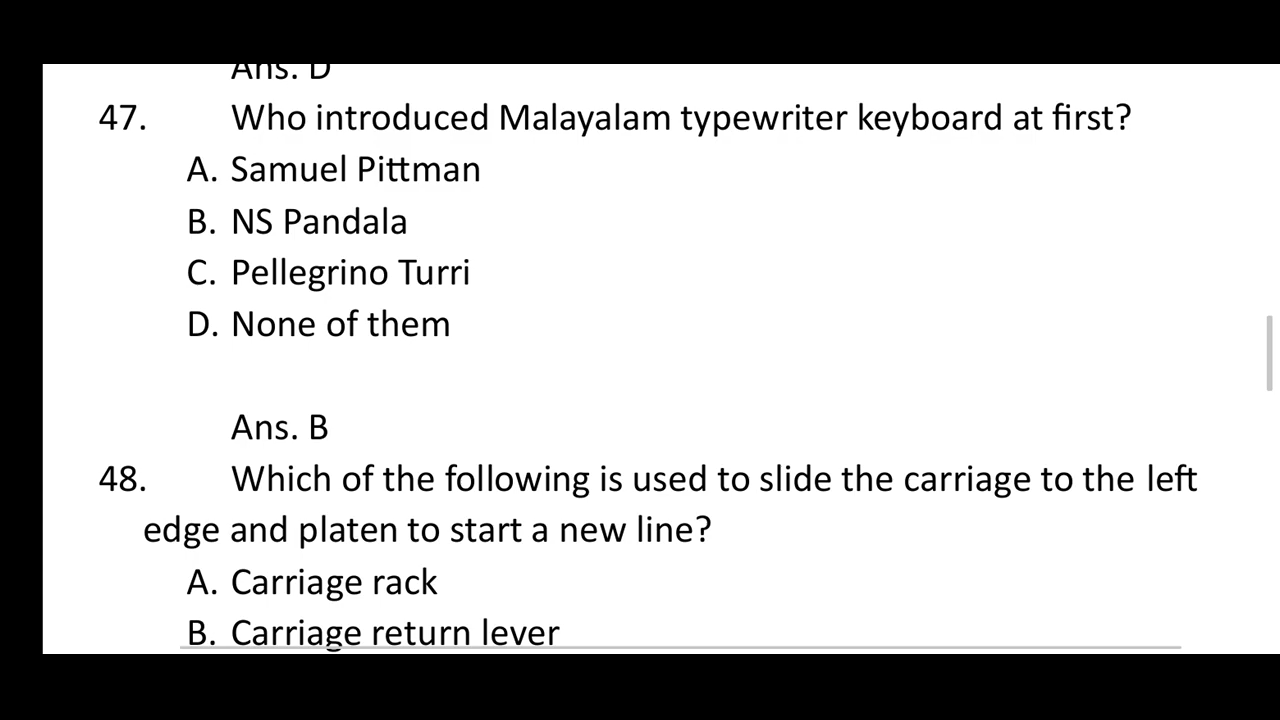 Ans. D
47. Who introduced Malayalam typewriter keyboard at first?
A. Samuel Pittman
B. NS Pandala
C. Pellegrino Turri
D. None of them
Ans. B
48. Which of the following is used to slide the carriage to the left
edge and platen to start a new line?
A. Carriage rack
B. Carriage return lever